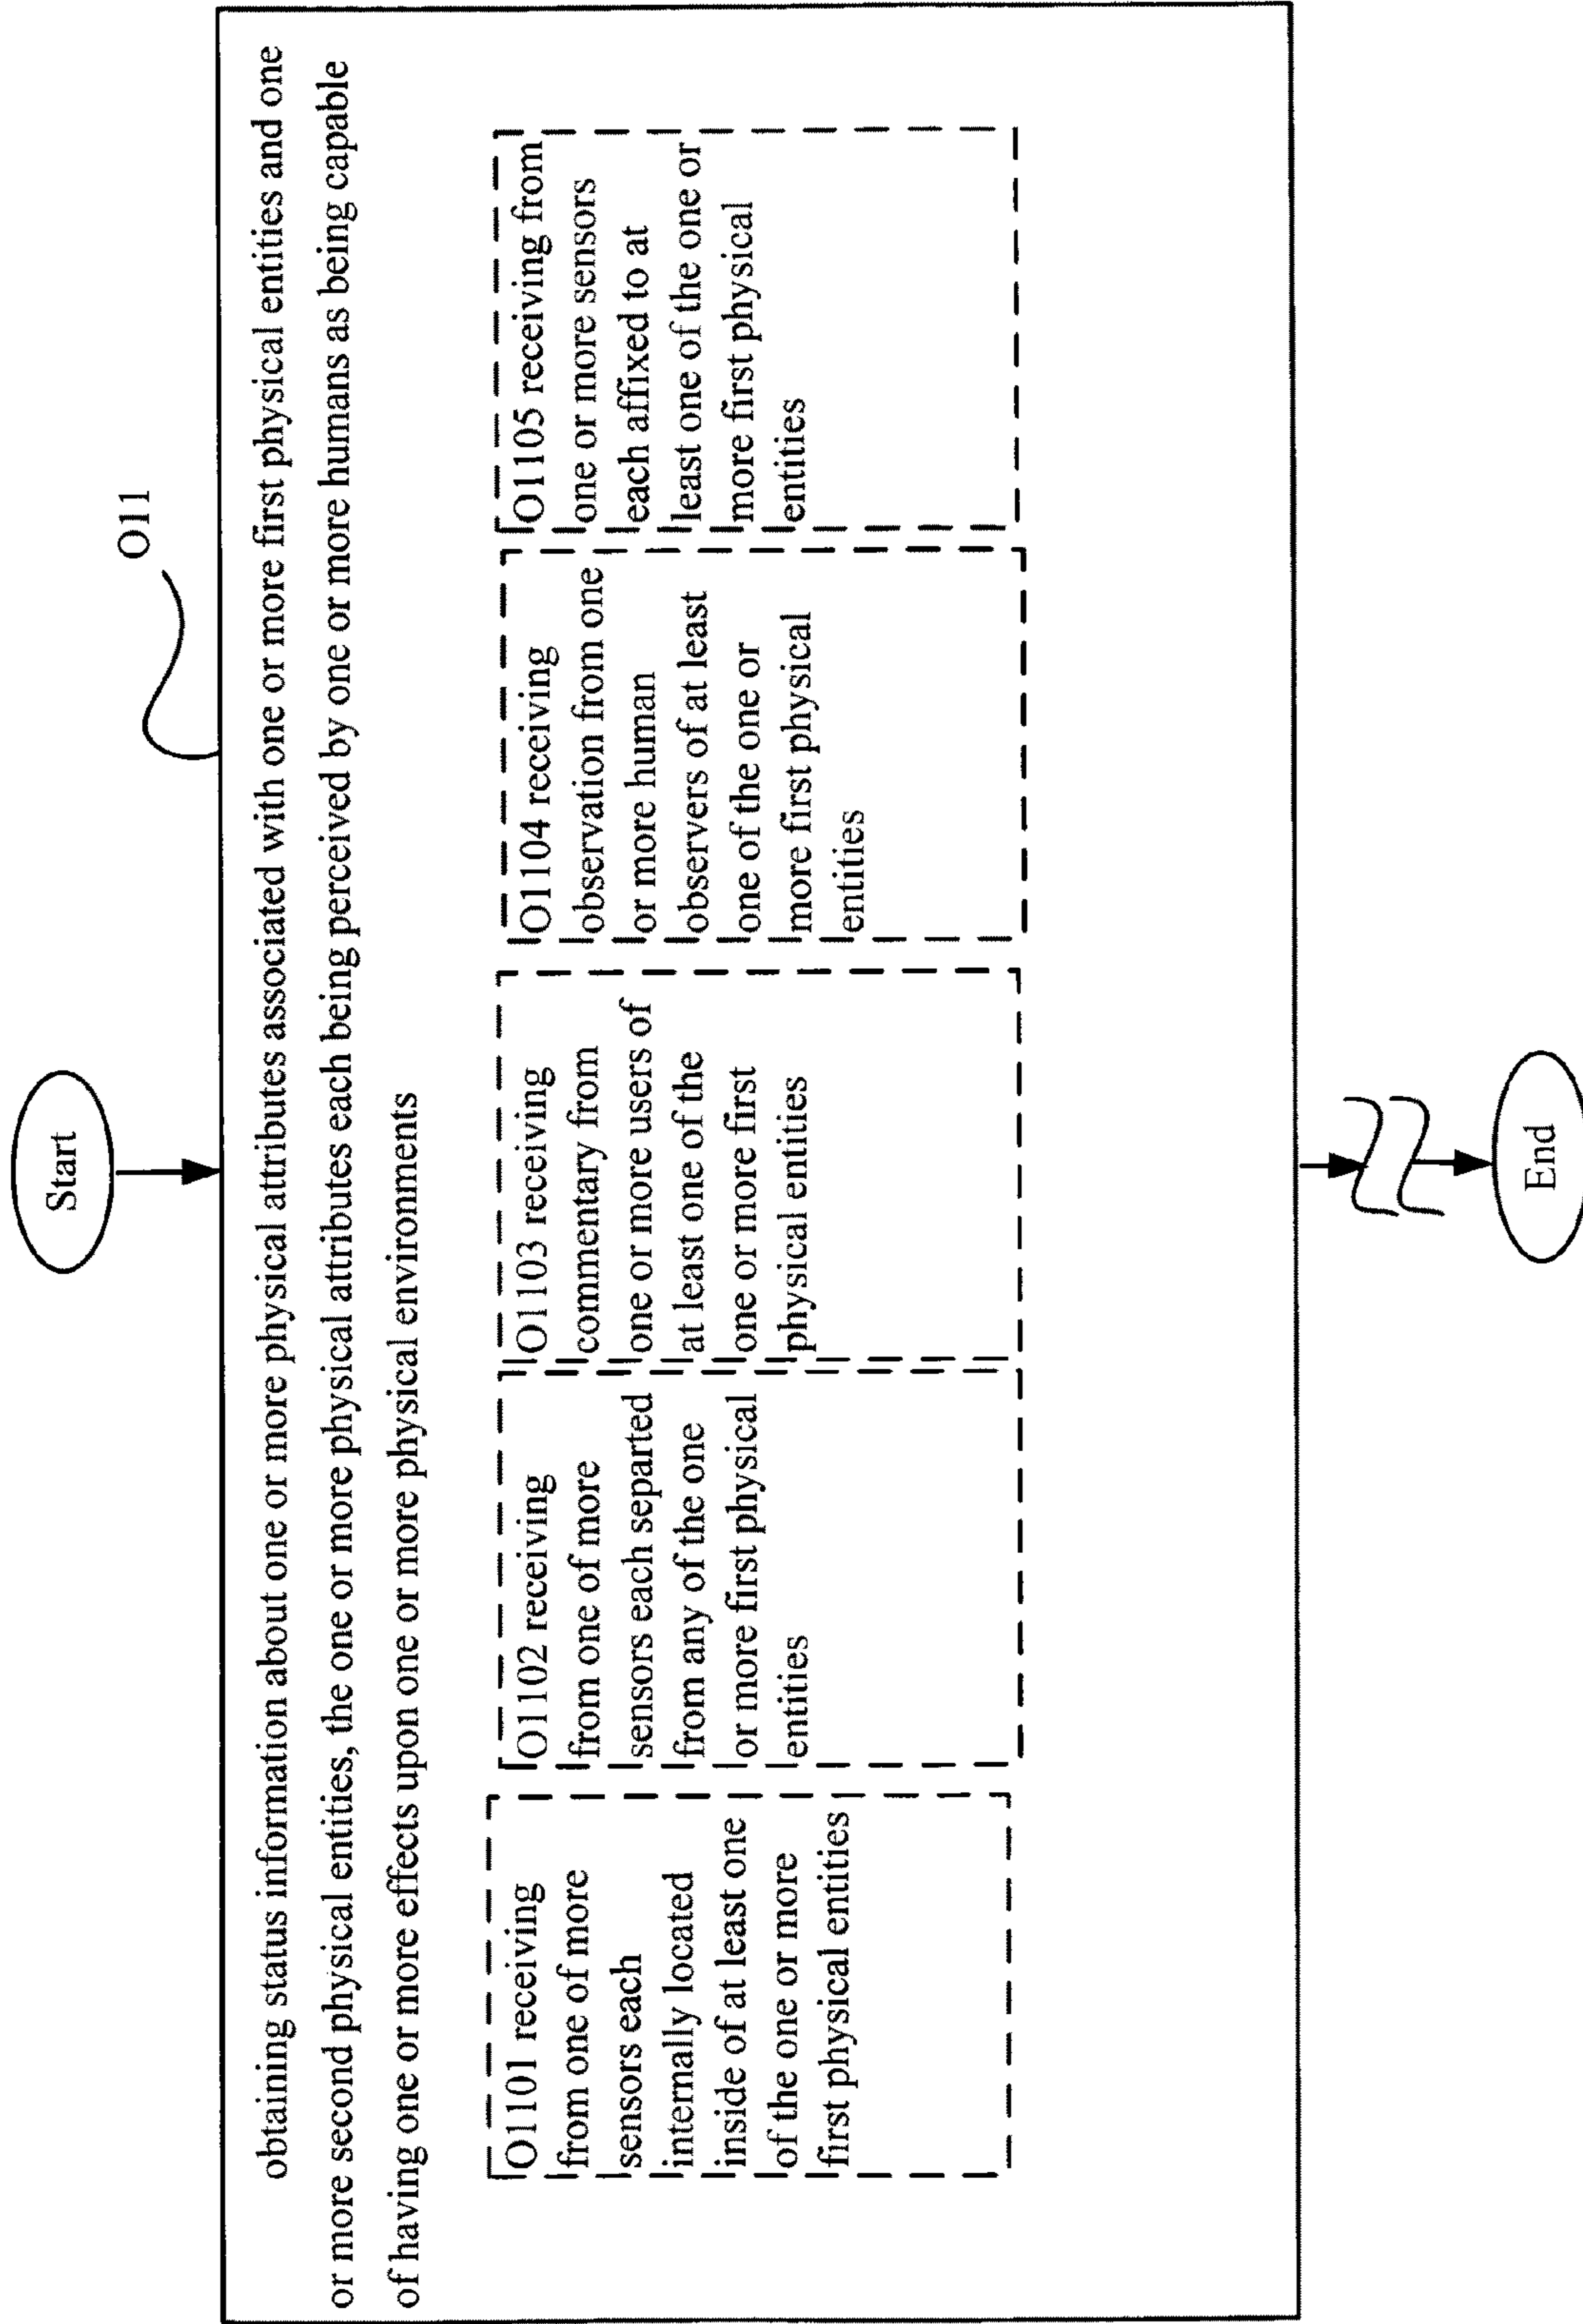 Start
O11
obtaining status information about one or more physical attributes associated with one or more first physical entities and one
or more second physical entities, the one or more physical attributes each being perceived by one or more humans as being capable
of having one or more effects upon one or more physical environments
O1101 receiving
from one of more
sensors each
internally located
inside of at least one
of the one or more
first physical entities
O1102 receiving
from one of more
sensors each separted
from any of the one
or more first physical
entities
O1103 receiving
commentary from
one or more users of
at least one of the
one or more first
physical entities
O1104 receiving
observation from one
or more human
observers of at least
one of the one or
more first physical
entities
O1105 receiving from
one or more sensors
each affixed to at
least one of the one or
more first physical
entities
End